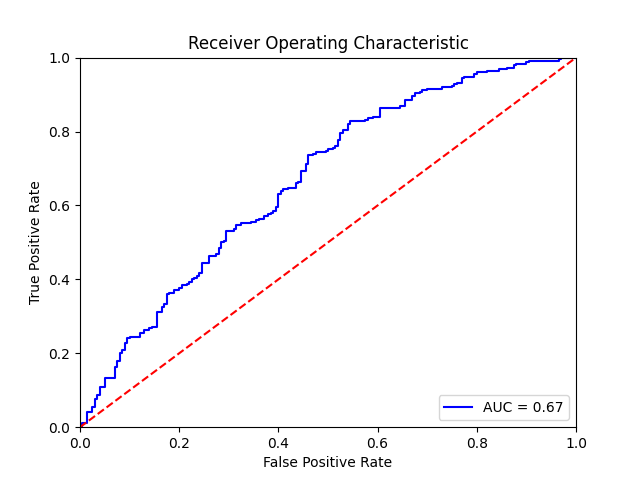 Receiver Operating Characteristic
True Positive Rate
1.0
0.8
0.6
0.4
0.2
0.0
AUC = 0.67
0.0 0.2 0.4 0.6 0.8 1.0
False Positive Rate